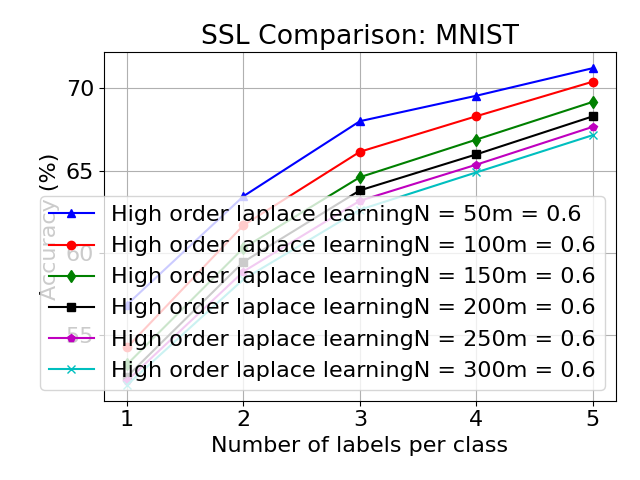 SSL Comparison: MNIST
Accuracy (%)
70
65
60
55
High order laplace learningN = 50m = 0.6
High order laplace learningN = 100m = 0.6
High order laplace learningN = 150m = 0.6
High order laplace learningN = 200m = 0.6
High order laplace learningN = 250m = 0.6
High order laplace learningN = 300m = 0.6
1 2 3 4 5
Number of labels per class